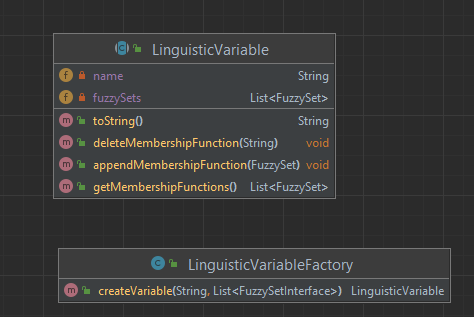 LinguisticVariable
name String
fuzzySets List<FuzzySet>
toString() String
deleteMembershipFunction(String) void
appendMembershipFunction(FuzzySet) void
getMembershipFunctions() List<FuzzySet>
LinguisticVariableFactory
createVariable(String, List<FuzzySetInterface>) LinguisticVariable